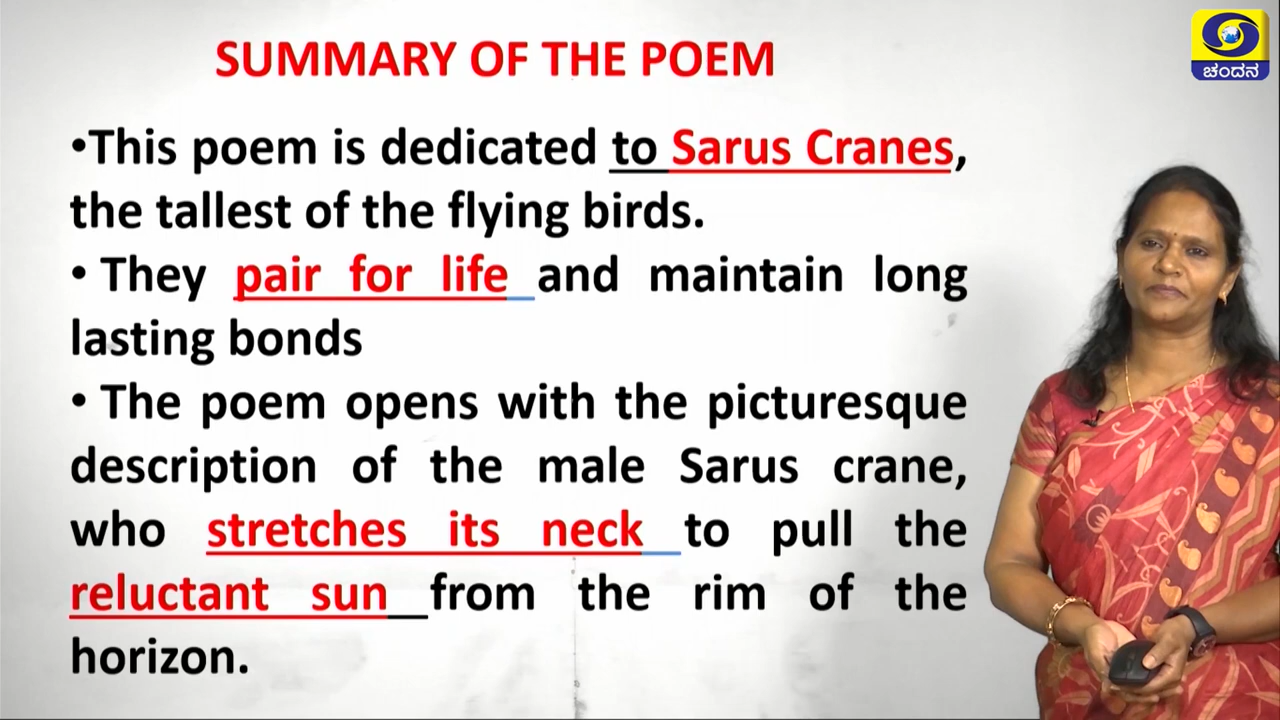 SUMMARY OF THE POEM
ಚಂದನ
•This poem is dedicated to Sarus Cranes,
the tallest of the flying birds.
• They pair for life and maintain long
lasting bonds
• The poem opens with the picturesque
description of the male Sarus crane,
who stretches its neck to pull the
reluctant sun from the rim of the
horizon.